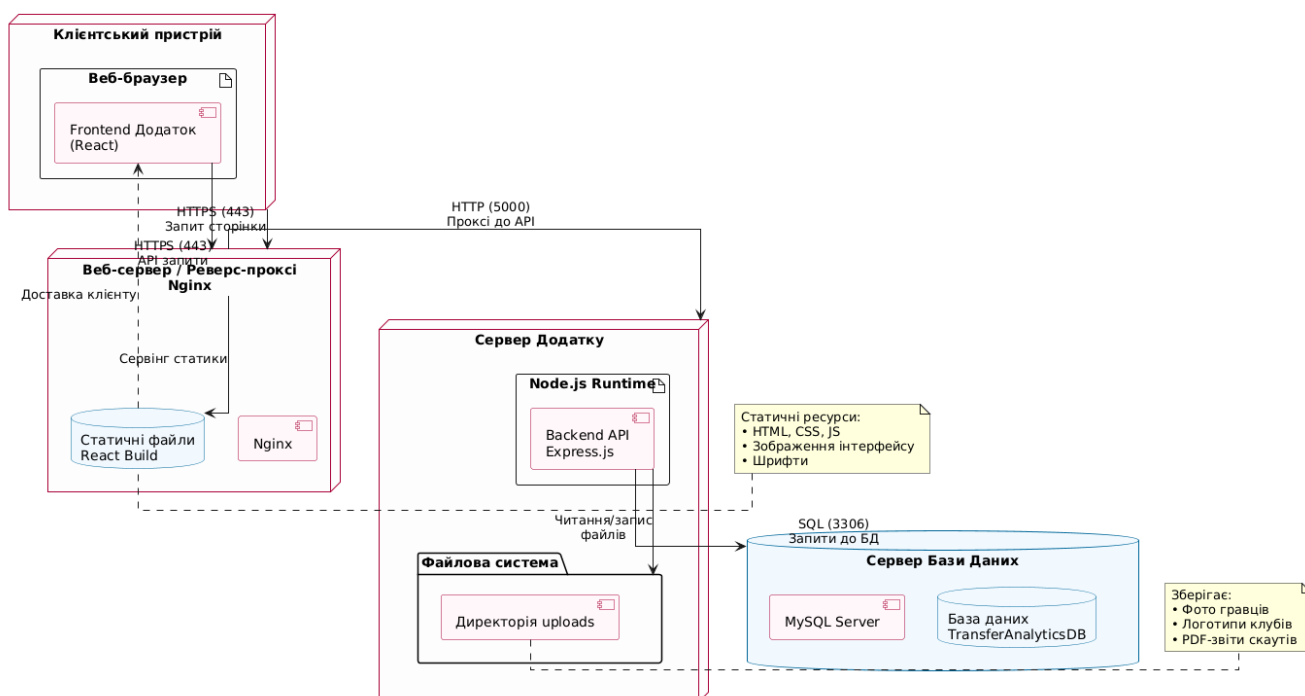 Клієнтський пристрій
Веб-браузер
Frontend Додаток
(React)
HTTPS (443)
Запит сторінки
HTTP (5000)
Проксі до API
HTTPS (443)
API запити
Веб-сервер / Реверс-проксі
Nginx
Доставка клієнту
Сервінг статики
Статичні файли
React Build
Nginx
Сервер Додатку
Node.js Runtime
Backend API
Express.js
Статичні ресурси:
• HTML, CSS, JS
• Зображення інтерфейсу
• Шрифти
Читання/запис
файлів
SQL (3306)
Запити до БД
Файлова система
Директорія uploads
Сервер Бази Даних
MySQL Server
База даних
TransferAnalyticsDB
Зберігає:
• Фото гравців
• Логотипи клубів
• PDF-звіти скаутів